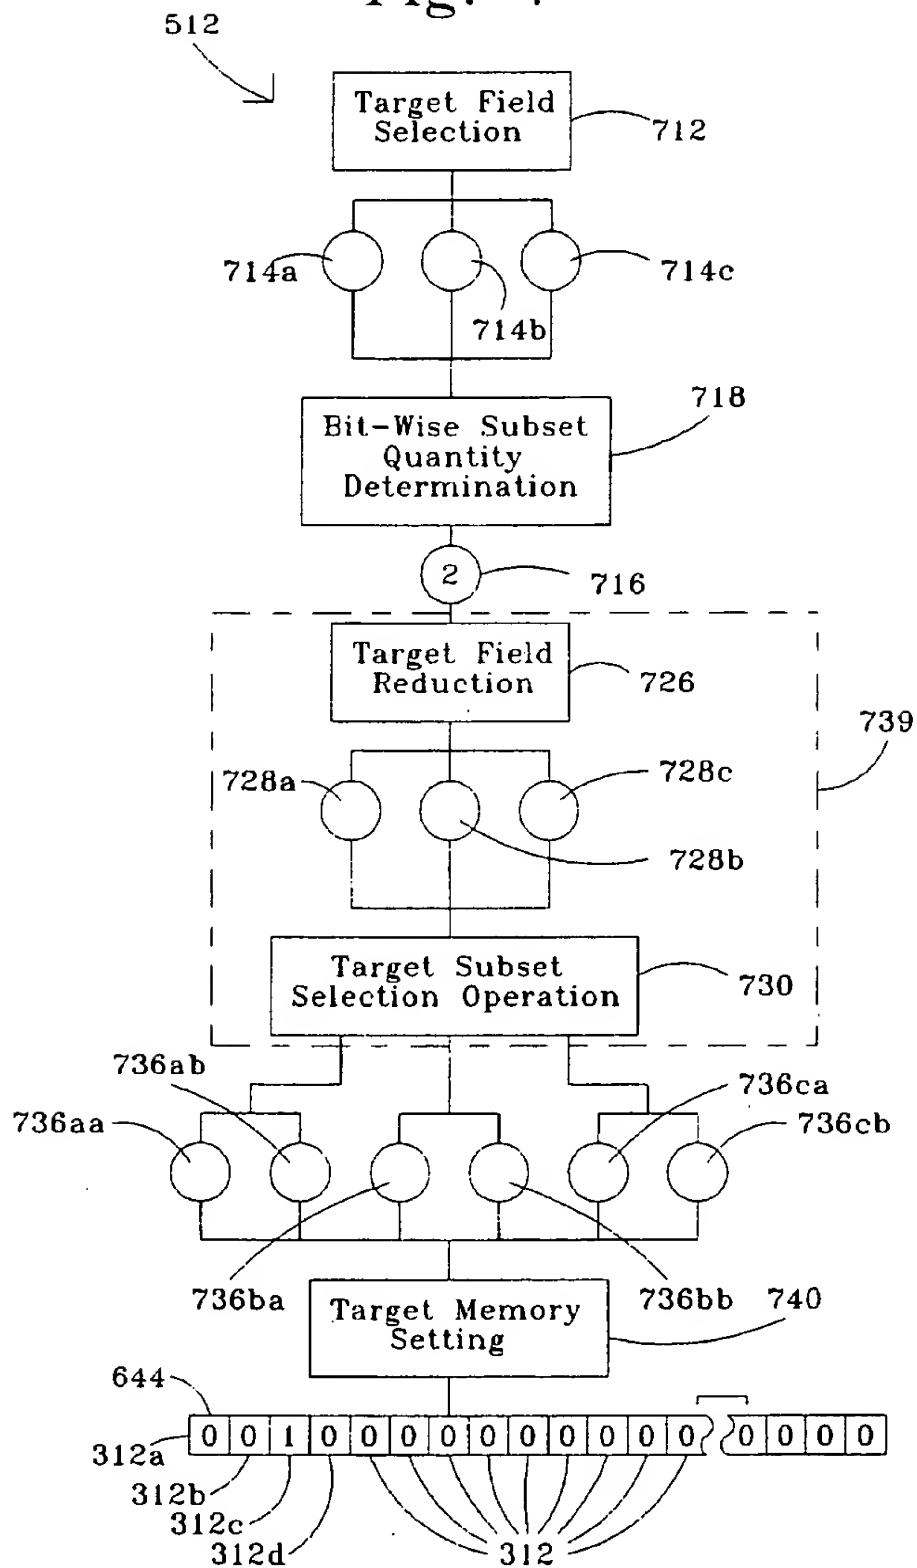 Fig.
512
Target Field
Selection
712
714a
714b
714c
718
Bit-Wise Subset
Quantity
Determination
2
716
Target Field
Reduction
726
739
728a
728c
728b
Target Subset
Selection Operation
730
736ab
736ca
736aa
736cb
736ba
736bb
740
Target Memory
Setting
644
312a
0 0 1 0 0 0 0 0 0 0 0 0 0 0 0 0 0
312b
312c
312d
312